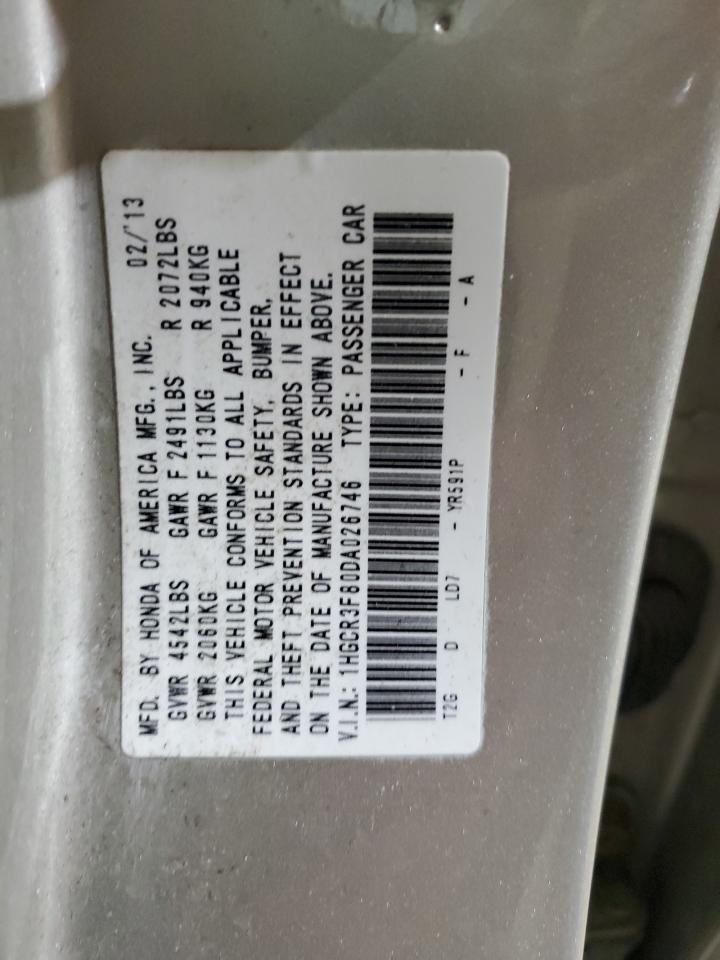 MFD. BY HONDA OF AMERICA MFG., INC. 02/'13
GVWR 4542LBS GAWR F 2491LBS R 2072LBS
GVWR 2060KG GAWR F 1130KG R 940KG
THIS VEHICLE CONFORMS TO ALL APPLICABLE
FEDERAL MOTOR VEHICLE SAFETY, BUMPER,
AND THEFT PREVENTION STANDARDS IN EFFECT
ON THE DATE OF MANUFACTURE SHOWN ABOVE.
V.I.N.: 1HGCR3F80DA026746 TYPE: PASSENGER CAR
T2G D LD7 - YR591P - F - A